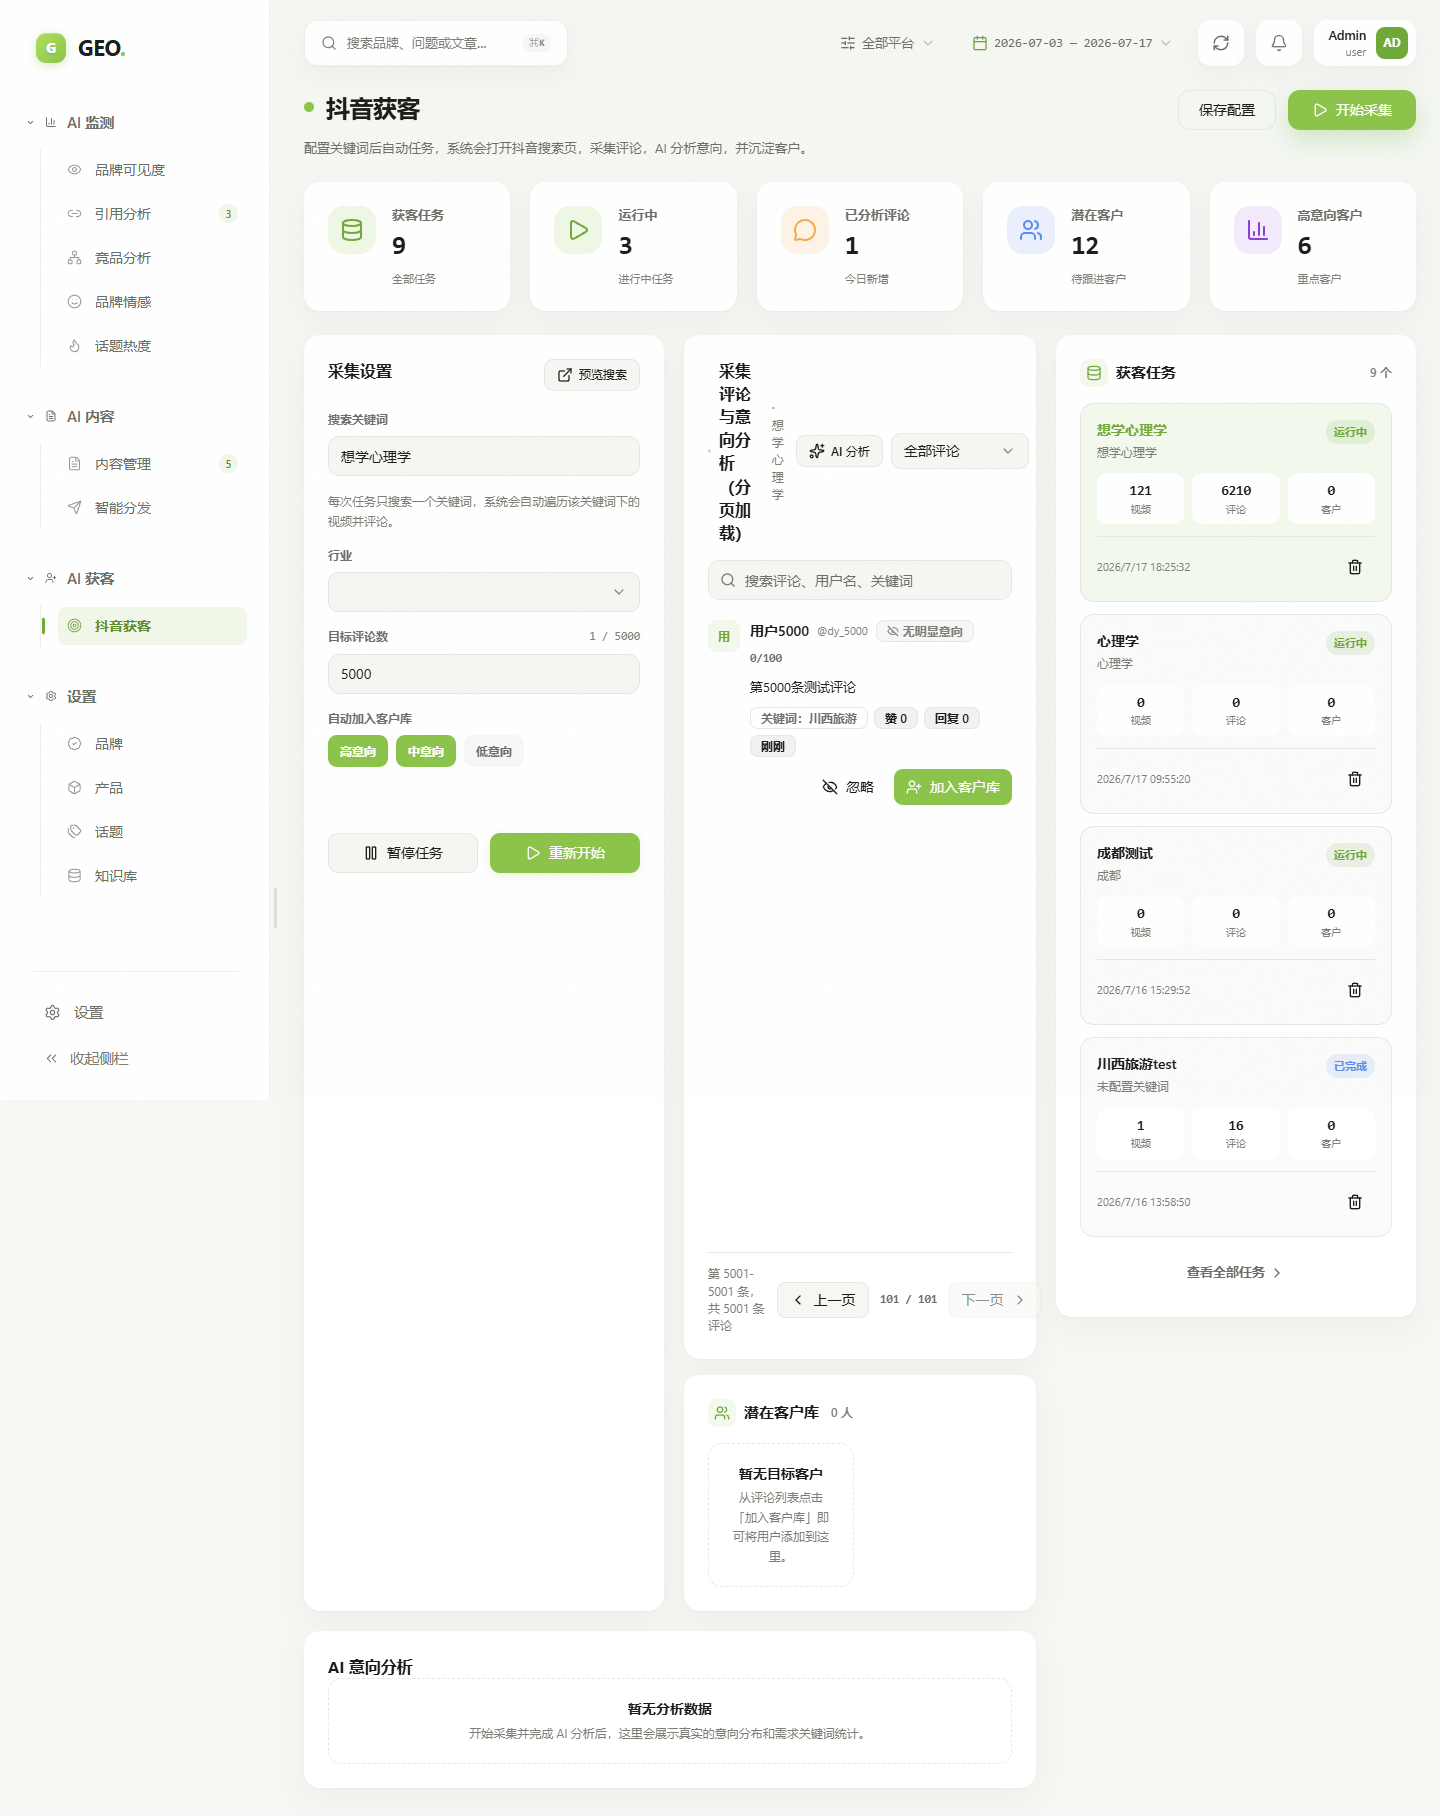 G GEO.
AI 监测
品牌可见度
引用分析 3
竞品分析
品牌情感
话题热度
AI 内容
内容管理 5
智能分发
AI 获客
抖音获客
设置
品牌
产品
话题
知识库
设置
收起侧栏
搜索品牌、问题或文章... ⌘K
全部平台
2026-07-03 — 2026-07-17
Admin
user
AD
抖音获客
配置关键词后自动任务，系统会打开抖音搜索页，采集评论，AI 分析意向，并沉淀客户。
保存配置
开始采集
获客任务
9
全部任务
运行中
3
进行中任务
已分析评论
1
今日新增
潜在客户
12
待跟进客户
高意向客户
6
重点客户
采集设置
预览搜索
搜索关键词
想学心理学
每次任务只搜索一个关键词，系统会自动遍历该关键词下的
视频并评论。
行业
目标评论数 1 / 5000
5000
自动加入客户库
高意向 中意向 低意向
暂停任务 重新开始
采集
评论
与意
向分
析
（分
页加
载）
·
想
学
心
理
学
AI 分析
全部评论
搜索评论、用户名、关键词
用
用户5000 @dy_5000 无明显意向
0/100
第5000条测试评论
关键词：川西旅游 赞 0 回复 0
刚刚
忽略 加入客户库
第 5001-
5001 条，
共 5001 条
评论
上一页 101 / 101 下一页
潜在客户库 0 人
暂无目标客户
从评论列表点击
「加入客户库」即
可将用户添加到这
里。
AI 意向分析
暂无分析数据
开始采集并完成 AI 分析后，这里会展示真实的意向分布和需求关键词统计。
获客任务 9 个
想学心理学 运行中
想学心理学
121 6210 0
视频 评论 客户
2026/7/17 18:25:32
心理学 运行中
心理学
0 0 0
视频 评论 客户
2026/7/17 09:55:20
成都测试 运行中
成都
0 0 0
视频 评论 客户
2026/7/16 15:29:52
川西旅游test 已完成
未配置关键词
1 16 0
视频 评论 客户
2026/7/16 13:58:50
查看全部任务